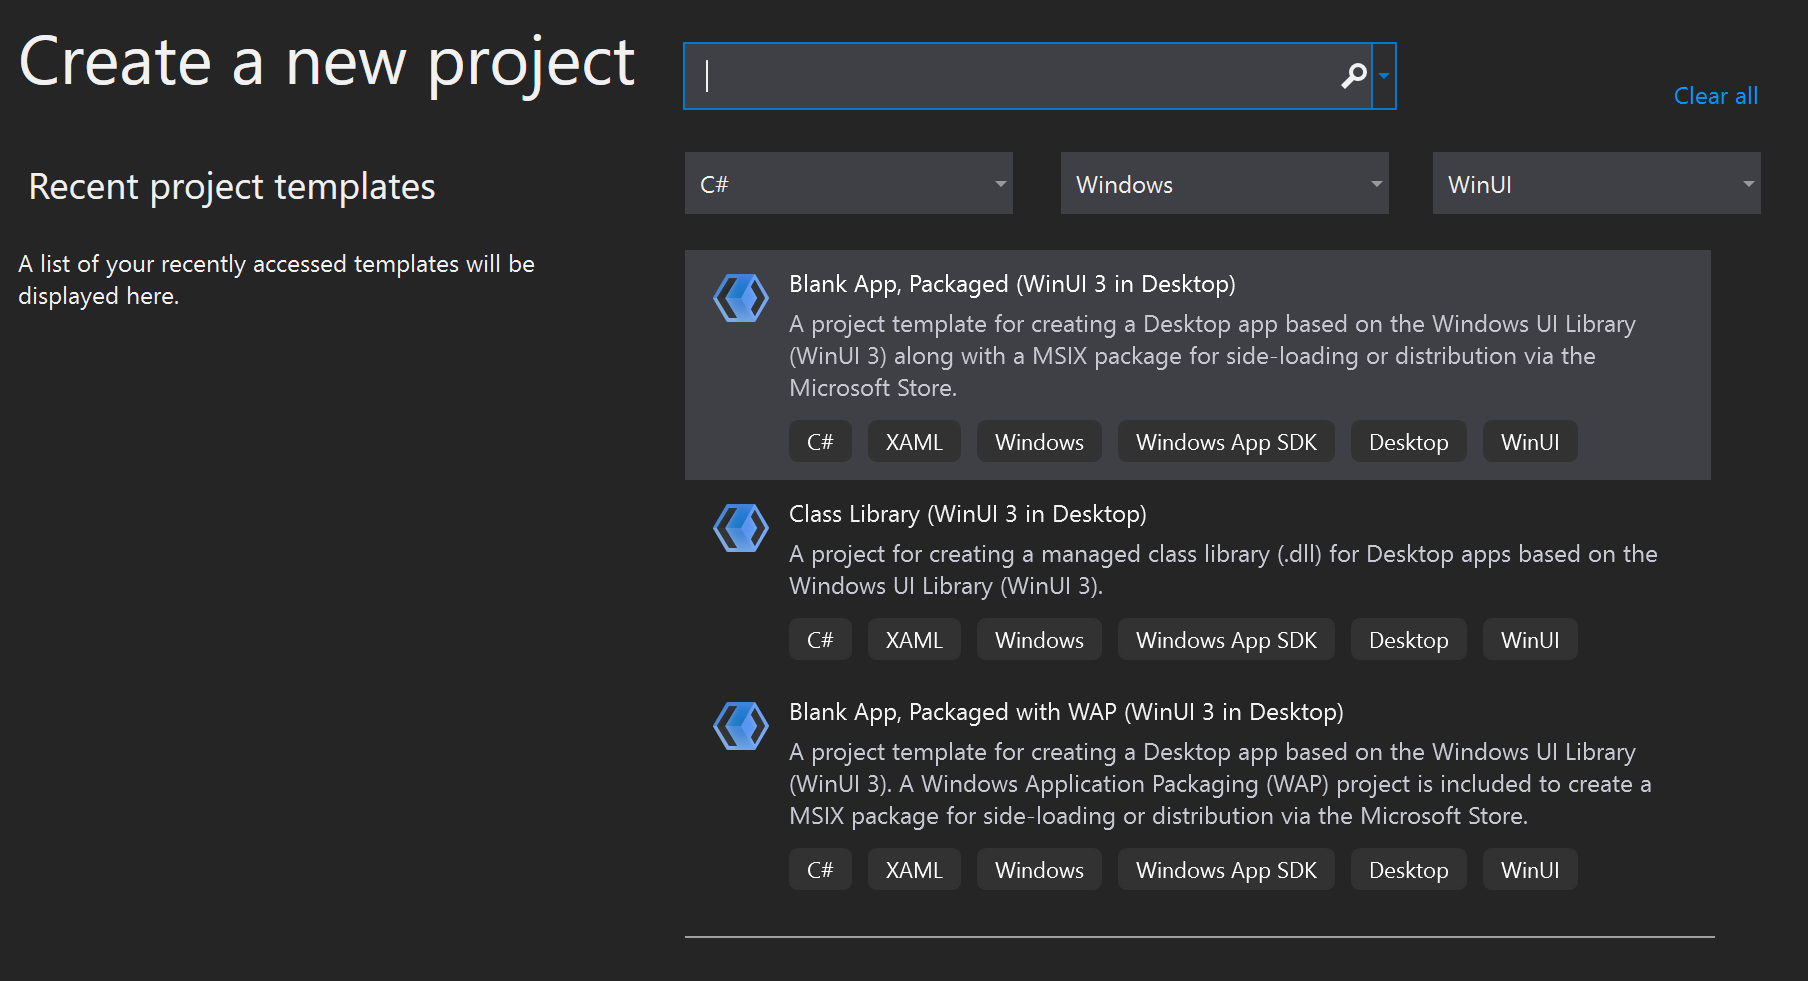 Create a new project
Clear all
Recent project templates
A list of your recently accessed templates will be
displayed here.
C#
Windows
WinUI
Blank App, Packaged (WinUI 3 in Desktop)
A project template for creating a Desktop app based on the Windows UI Library
(WinUI 3) along with a MSIX package for side-loading or distribution via the
Microsoft Store.
C#
XAML
Windows
Windows App SDK
Desktop
WinUI
Class Library (WinUI 3 in Desktop)
A project for creating a managed class library (.dll) for Desktop apps based on the
Windows UI Library (WinUI 3).
C#
XAML
Windows
Windows App SDK
Desktop
WinUI
Blank App, Packaged with WAP (WinUI 3 in Desktop)
A project template for creating a Desktop app based on the Windows UI Library
(WinUI 3). A Windows Application Packaging (WAP) project is included to create a
MSIX package for side-loading or distribution via the Microsoft Store.
C#
XAML
Windows
Windows App SDK
Desktop
WinUI